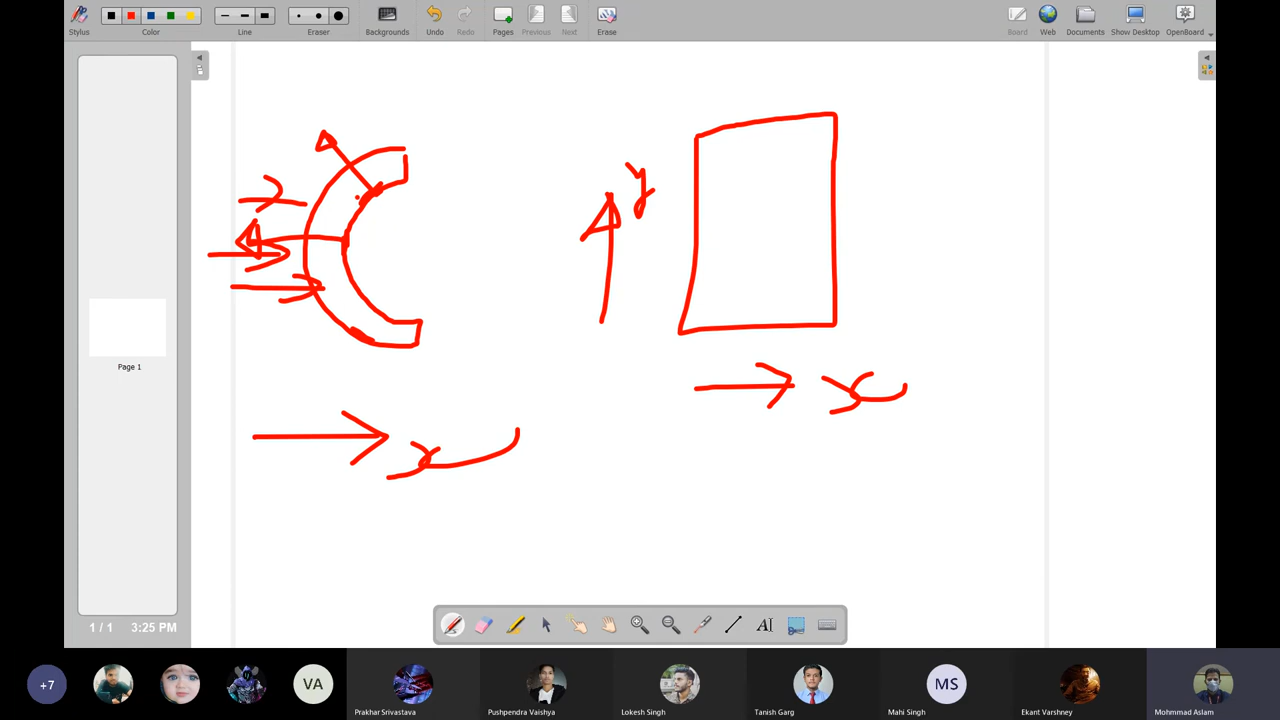 Stylus Color Line Eraser Backgrounds Undo Redo Pages Previous Next Erase Board Web Documents Show Desktop OpenBoard
y
x
x
Page 1
1 / 1 3:25 PM
AI
+7 VA MS
Prakhar Srivastava Pushpendra Vaishya Lokesh Singh Tanish Garg Mahi Singh Ekant Varshney Mohmmad Aslam